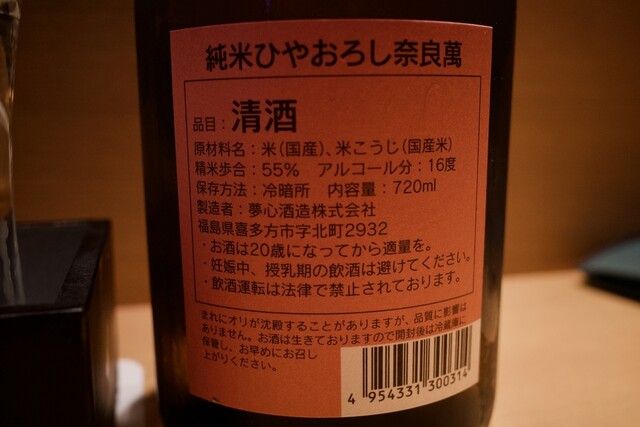 純米ひやおろし奈良萬
品目：清酒
原材料名：米（国産）、米こうじ（国産米）
精米歩合：55% アルコール分：16度
保存方法：冷暗所 内容量：720ml
製造者：夢心酒造株式会社
福島県喜多方市字北町2932
・お酒は20歳になってから適量を。
・妊娠中、授乳期の飲酒は避けてください。
・飲酒運転は法律で禁止されております。
まれにオリが沈殿することがありますが、品質に影響は
ありません。お酒は生きておりますので開封後は冷蔵庫に
保管し、お早めにお召し
上がりください。
4 954331 300314